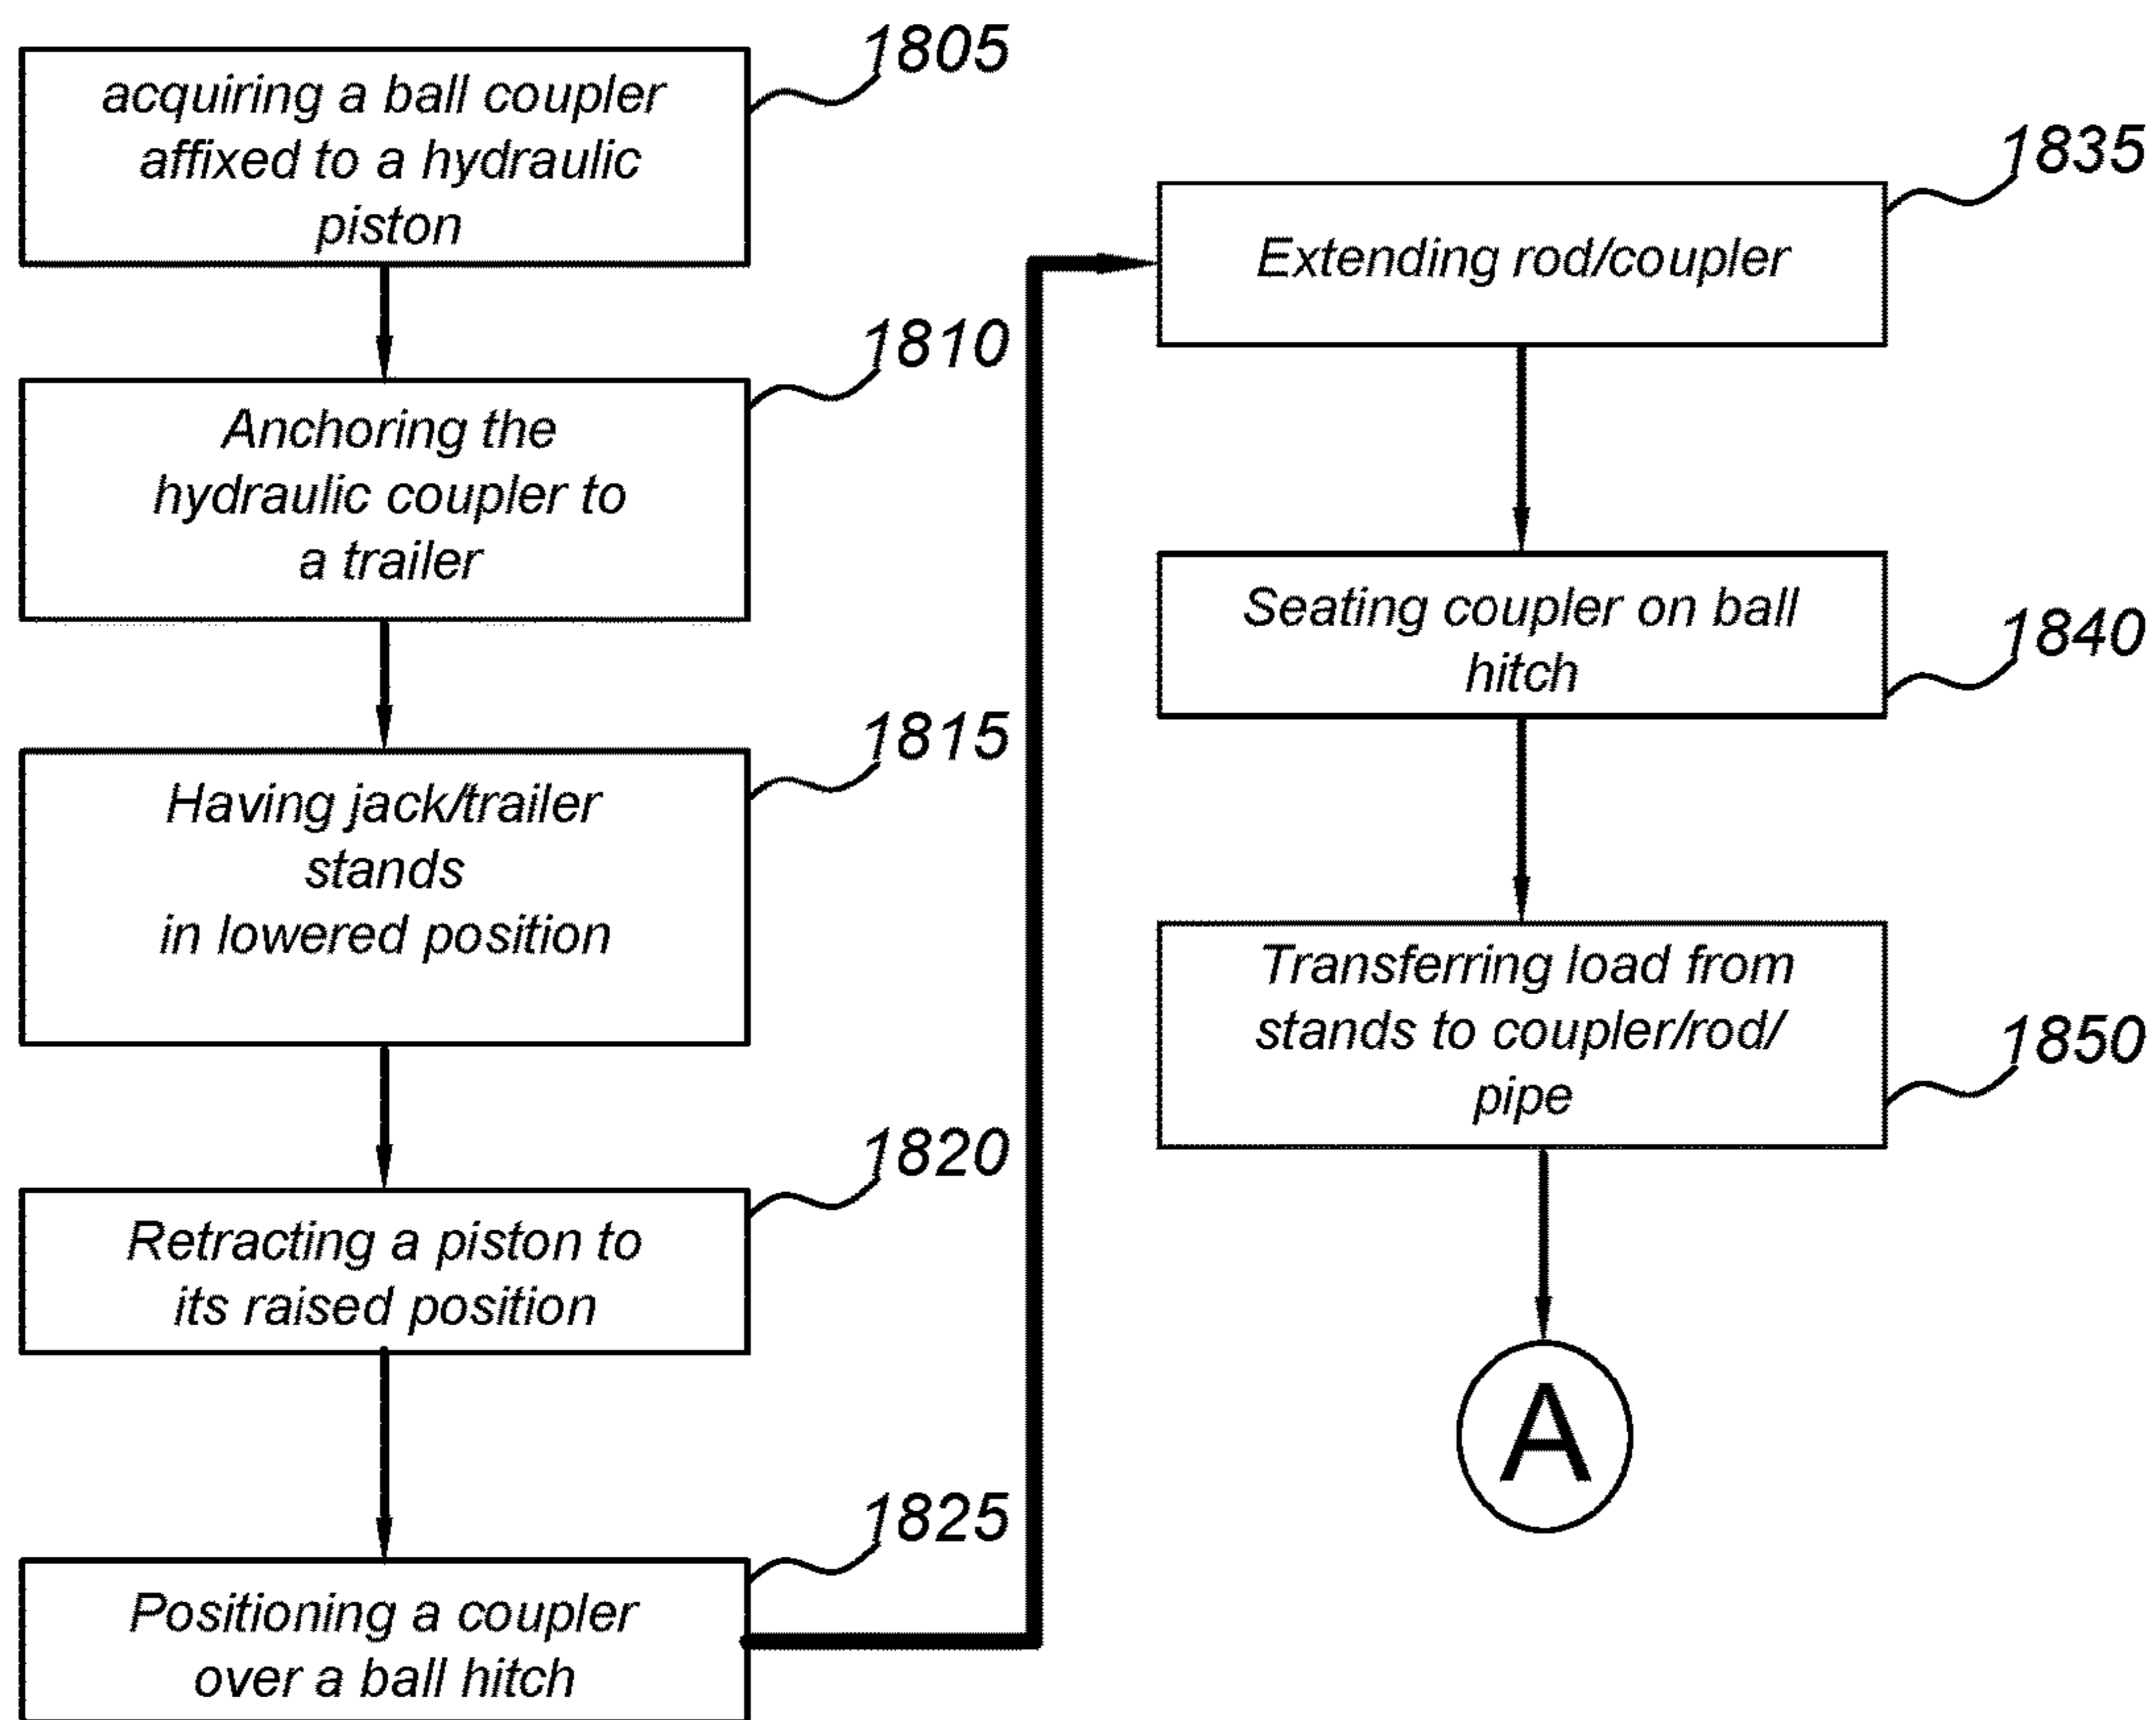 1805
acquiring a ball coupler
affixed to a hydraulic
piston
1810
Anchoring the
hydraulic coupler to
a trailer
1815
Having jack/trailer
stands
in lowered position
1820
Retracting a piston to
its raised position
1825
Positioning a coupler
over a ball hitch
1835
Extending rod/coupler
1840
Seating coupler on ball
hitch
1850
Transferring load from
stands to coupler/rod/
pipe
A